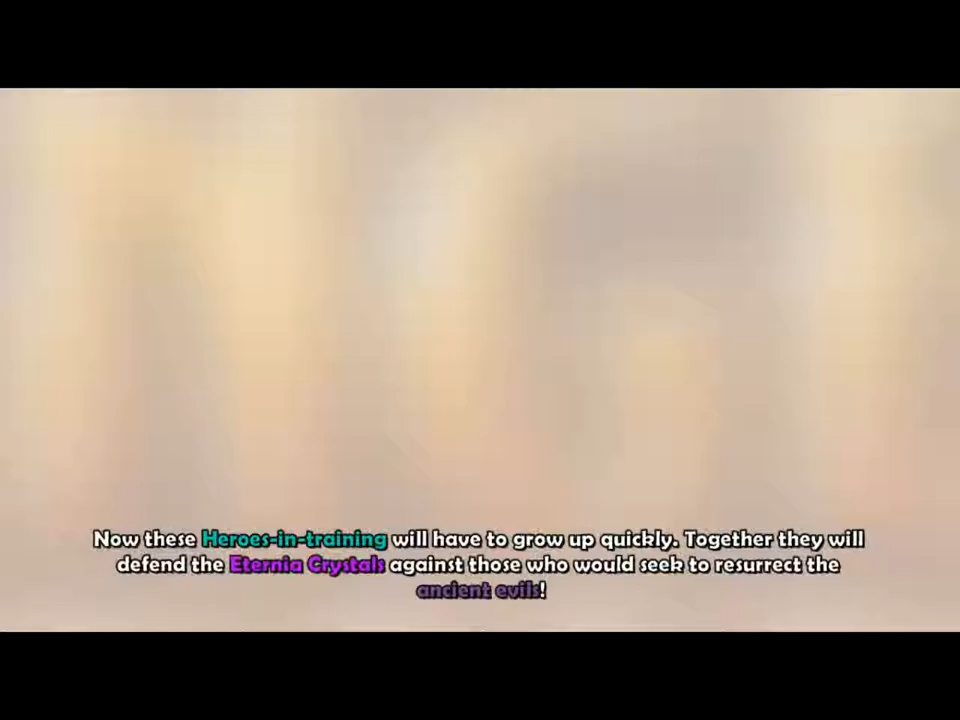 Now these Heroes-in-training will have to grow up quickly. Together they will
defend the Eternia Crystals against those who would seek to resurrect the
ancient evils!